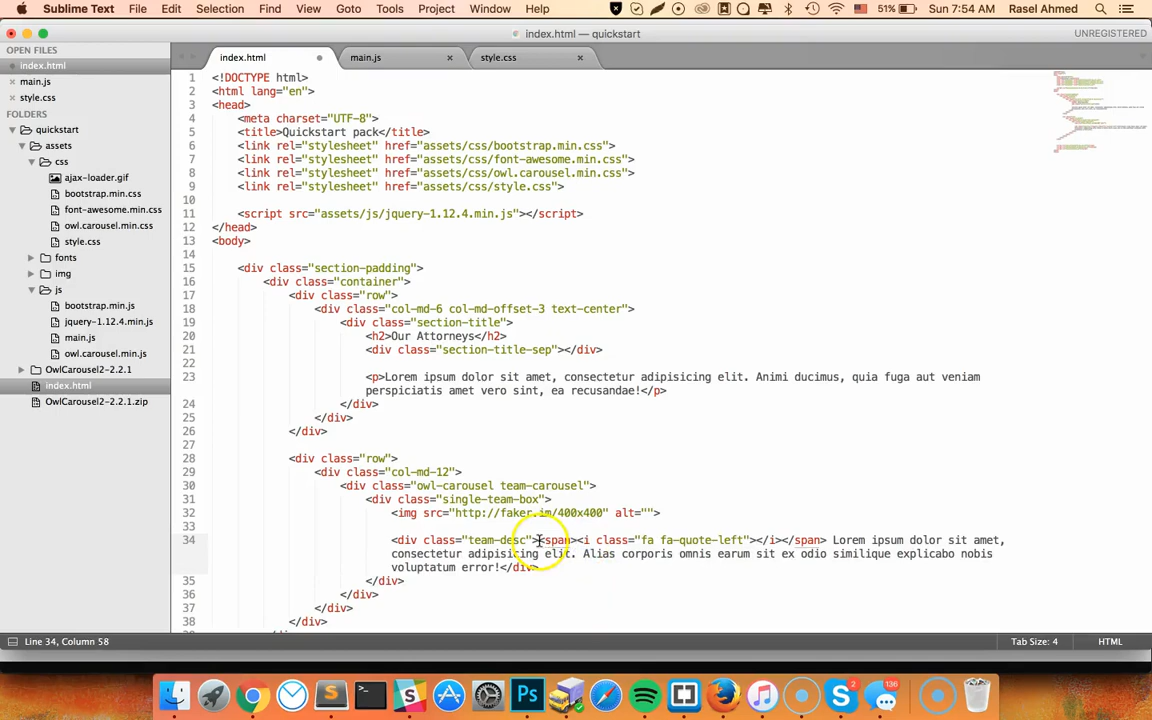 Sublime Text File Edit Selection Find View Goto Tools Project Window Help 51% Sun 7:54 AM Rasel Ahmed
index.html — quickstart UNREGISTERED
OPEN FILES
index.html
main.js
style.css
FOLDERS
quickstart
assets
css
ajax-loader.gif
bootstrap.min.css
font-awesome.min.css
owl.carousel.min.css
style.css
fonts
img
js
bootstrap.min.js
jquery-1.12.4.min.js
main.js
owl.carousel.min.js
OwlCarousel2-2.2.1
index.html
OwlCarousel2-2.2.1.zip
index.html main.js style.css
1 <!DOCTYPE html>
2 <html lang="en">
3 <head>
4 <meta charset="UTF-8">
5 <title>Quickstart pack</title>
6 <link rel="stylesheet" href="assets/css/bootstrap.min.css">
7 <link rel="stylesheet" href="assets/css/font-awesome.min.css">
8 <link rel="stylesheet" href="assets/css/owl.carousel.min.css">
9 <link rel="stylesheet" href="assets/css/style.css">
10
11 <script src="assets/js/jquery-1.12.4.min.js"></script>
12 </head>
13 <body>
14
15 <div class="section-padding">
16 <div class="container">
17 <div class="row">
18 <div class="col-md-6 col-md-offset-3 text-center">
19 <div class="section-title">
20 <h2>Our Attorneys</h2>
21 <div class="section-title-sep"></div>
22
23 <p>Lorem ipsum dolor sit amet, consectetur adipisicing elit. Animi ducimus, quia fuga aut veniam
perspiciatis amet vero sint, ea recusandae!</p>
24 </div>
25 </div>
26 </div>
27
28 <div class="row">
29 <div class="col-md-12">
30 <div class="owl-carousel team-carousel">
31 <div class="single-team-box">
32 <img src="http://faker.im/400x400" alt="">
33
34 <div class="team-desc"><span><i class="fa fa-quote-left"></i></span> Lorem ipsum dolor sit amet,
consectetur adipisicing elit. Alias corporis omnis earum sit ex odio similique explicabo nobis
voluptatum error!</div>
35 </div>
36 </div>
37 </div>
38 </div>
Line 34, Column 58 Tab Size: 4 HTML
2 136